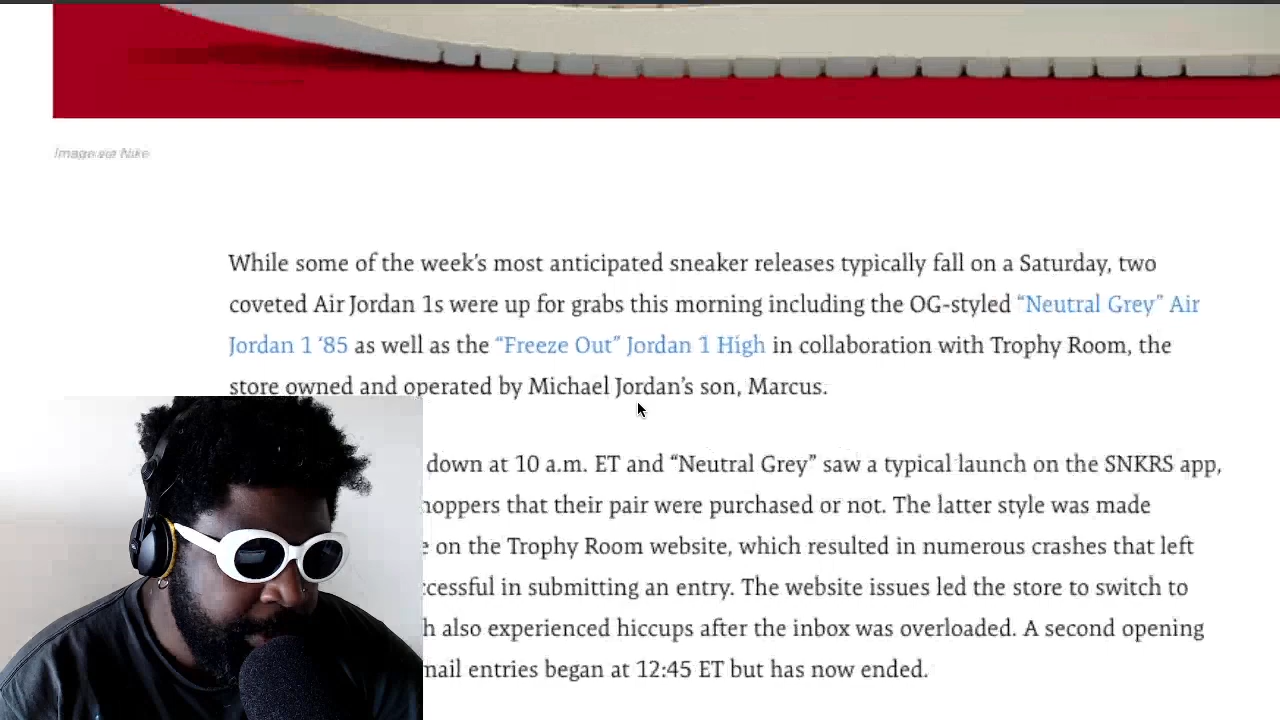 Image via Nike
While some of the week’s most anticipated sneaker releases typically fall on a Saturday, two
coveted Air Jordan 1s were up for grabs this morning including the OG-styled “Neutral Grey” Air
Jordan 1 ‘85 as well as the “Freeze Out” Jordan 1 High in collaboration with Trophy Room, the
store owned and operated by Michael Jordan’s son, Marcus.
down at 10 a.m. ET and “Neutral Grey” saw a typical launch on the SNKRS app,
that their pair were purchased or not. The latter style was made
on the Trophy Room website, which resulted in numerous crashes that left
in submitting an entry. The website issues led the store to switch to
also experienced hiccups after the inbox was overloaded. A second opening
entries began at 12:45 ET but has now ended.